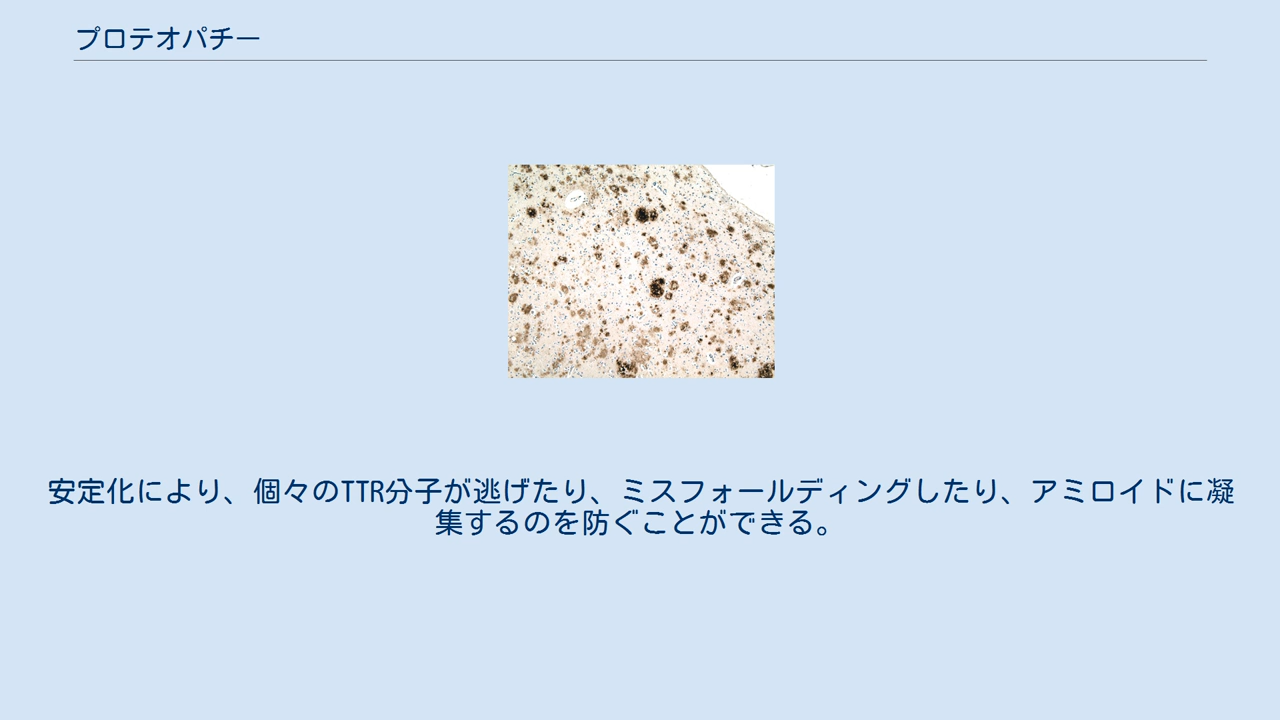 プロテオパチー
安定化により、個々のTTR分子が逃げたり、ミスフォールディングしたり、アミロイドに凝
集するのを防ぐことができる。